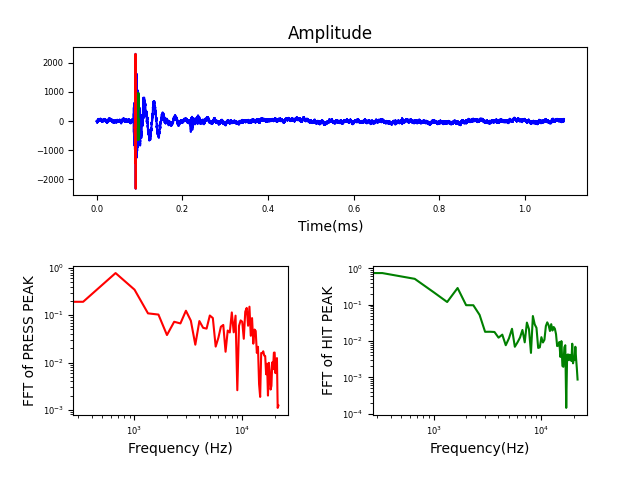 Amplitude
2000
1000
0
−1000
−2000
0.0 0.2 0.4 0.6 0.8 1.0
Time(ms)
FFT of PRESS PEAK
10⁰
10⁻¹
10⁻²
10⁻³
10³ 10⁴
Frequency (Hz)
FFT of HIT PEAK
10⁰
10⁻¹
10⁻²
10⁻³
10⁻⁴
10³ 10⁴
Frequency(Hz)